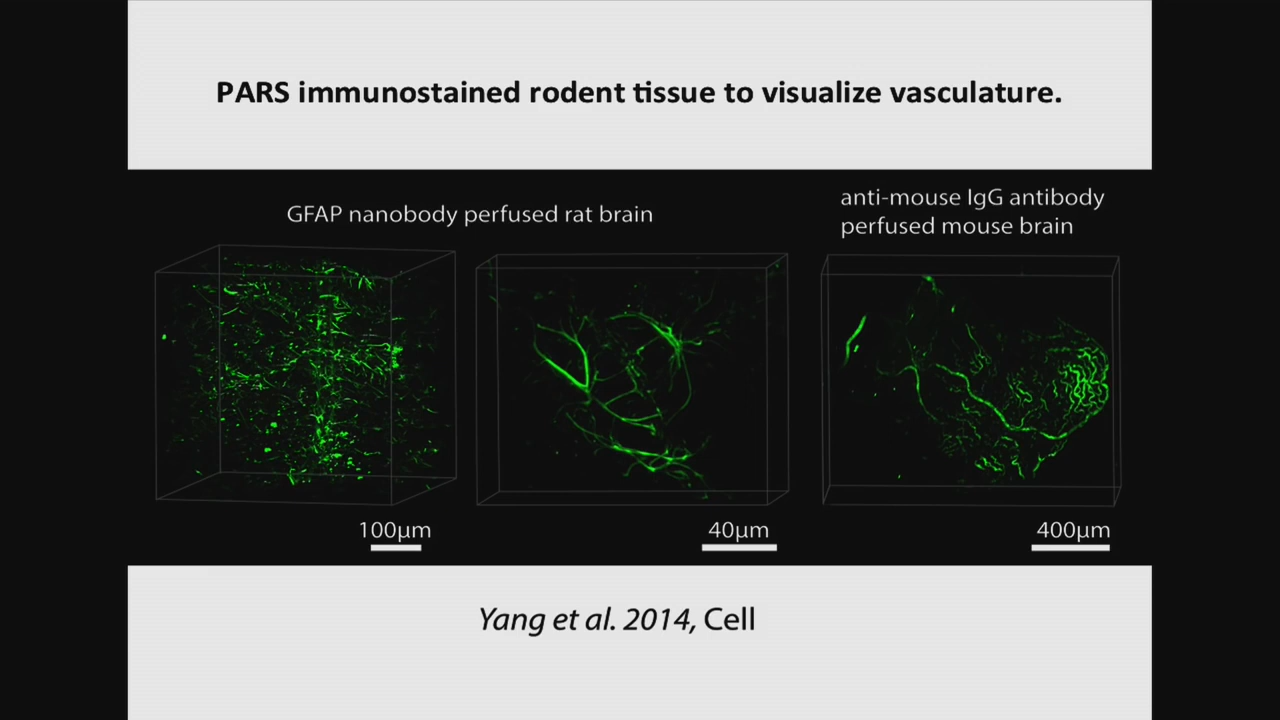 PARS immunostained rodent tissue to visualize vasculature.
GFAP nanobody perfused rat brain
anti-mouse IgG antibody
perfused mouse brain
100µm
40µm
400µm
Yang et al. 2014, Cell